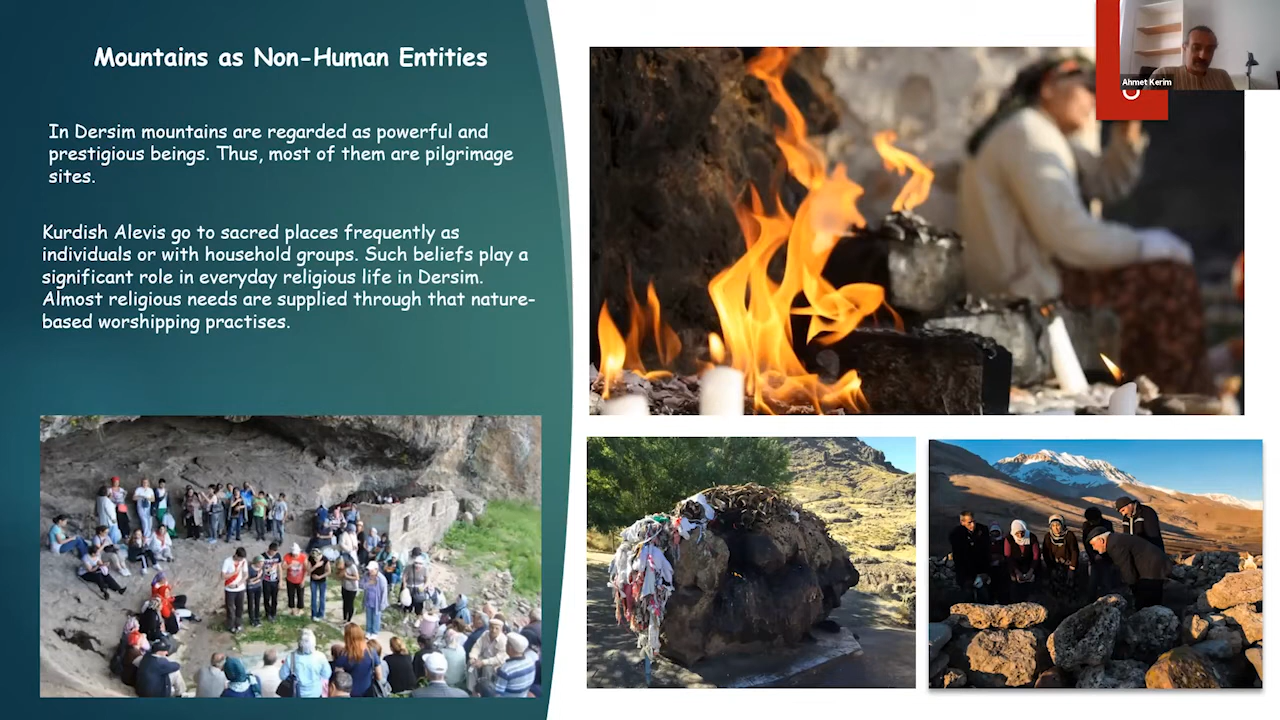 Mountains as Non-Human Entities
In Dersim mountains are regarded as powerful and
prestigious beings. Thus, most of them are pilgrimage
sites.
Kurdish Alevis go to sacred places frequently as
individuals or with household groups. Such beliefs play a
significant role in everyday religious life in Dersim.
Almost religious needs are supplied through that nature-
based worshipping practises.
Ahmet Kerim